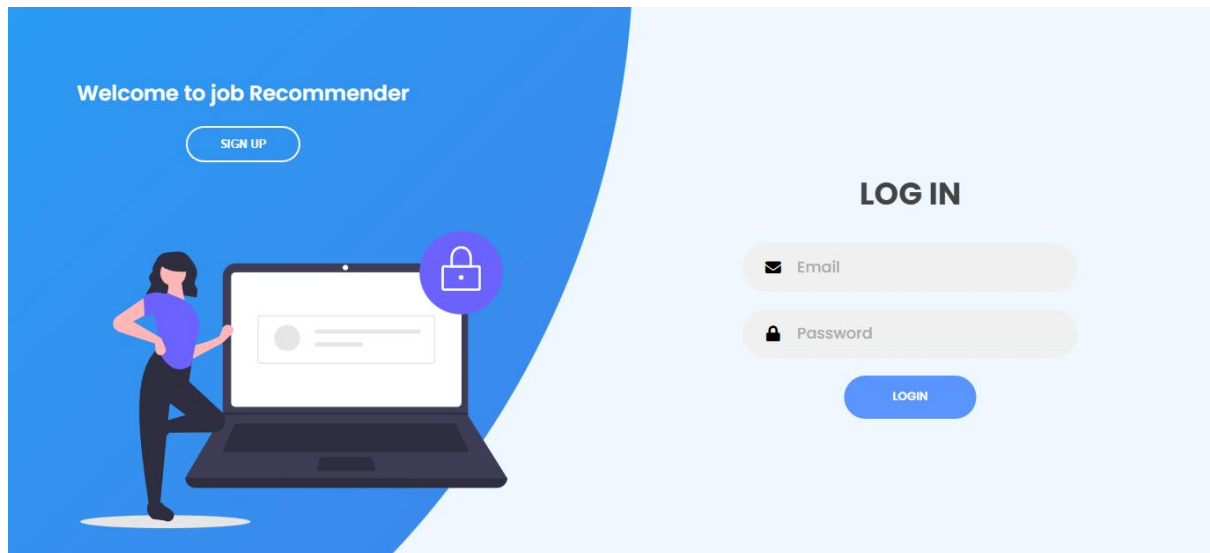 Welcome to job Recommender
SIGN UP
LOG IN
Email
Password
LOGIN